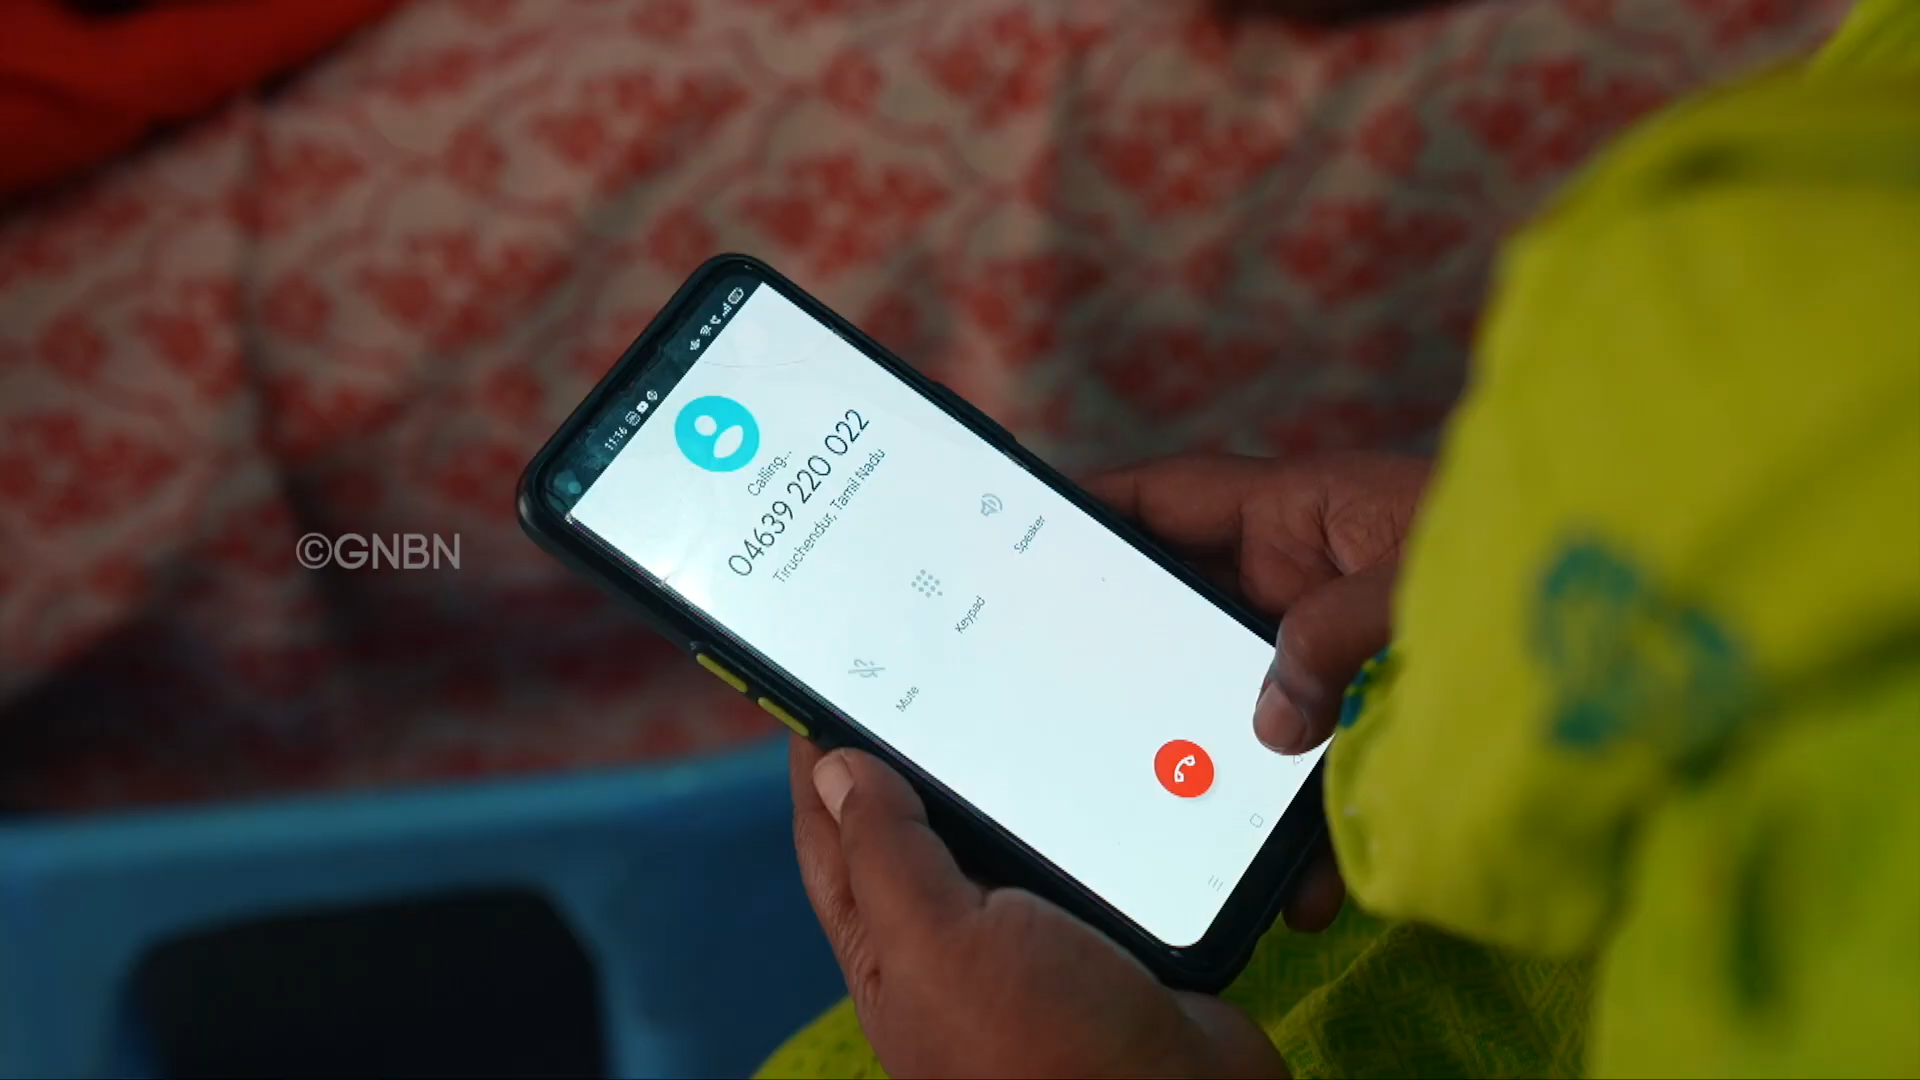 11:16
Calling...
04639 220 022
Tiruchendur, Tamil Nadu
Mute
Keypad
Speaker
©GNBN